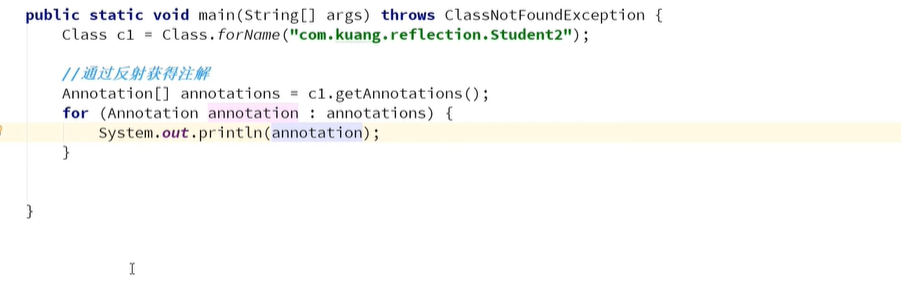 public static void main(String[] args) throws ClassNotFoundException {
Class c1 = Class.forName("com.kuang.reflection.Student2");
//通过反射获得注解
Annotation[] annotations = c1.getAnnotations();
for (Annotation annotation : annotations) {
System.out.println(annotation);
}
}